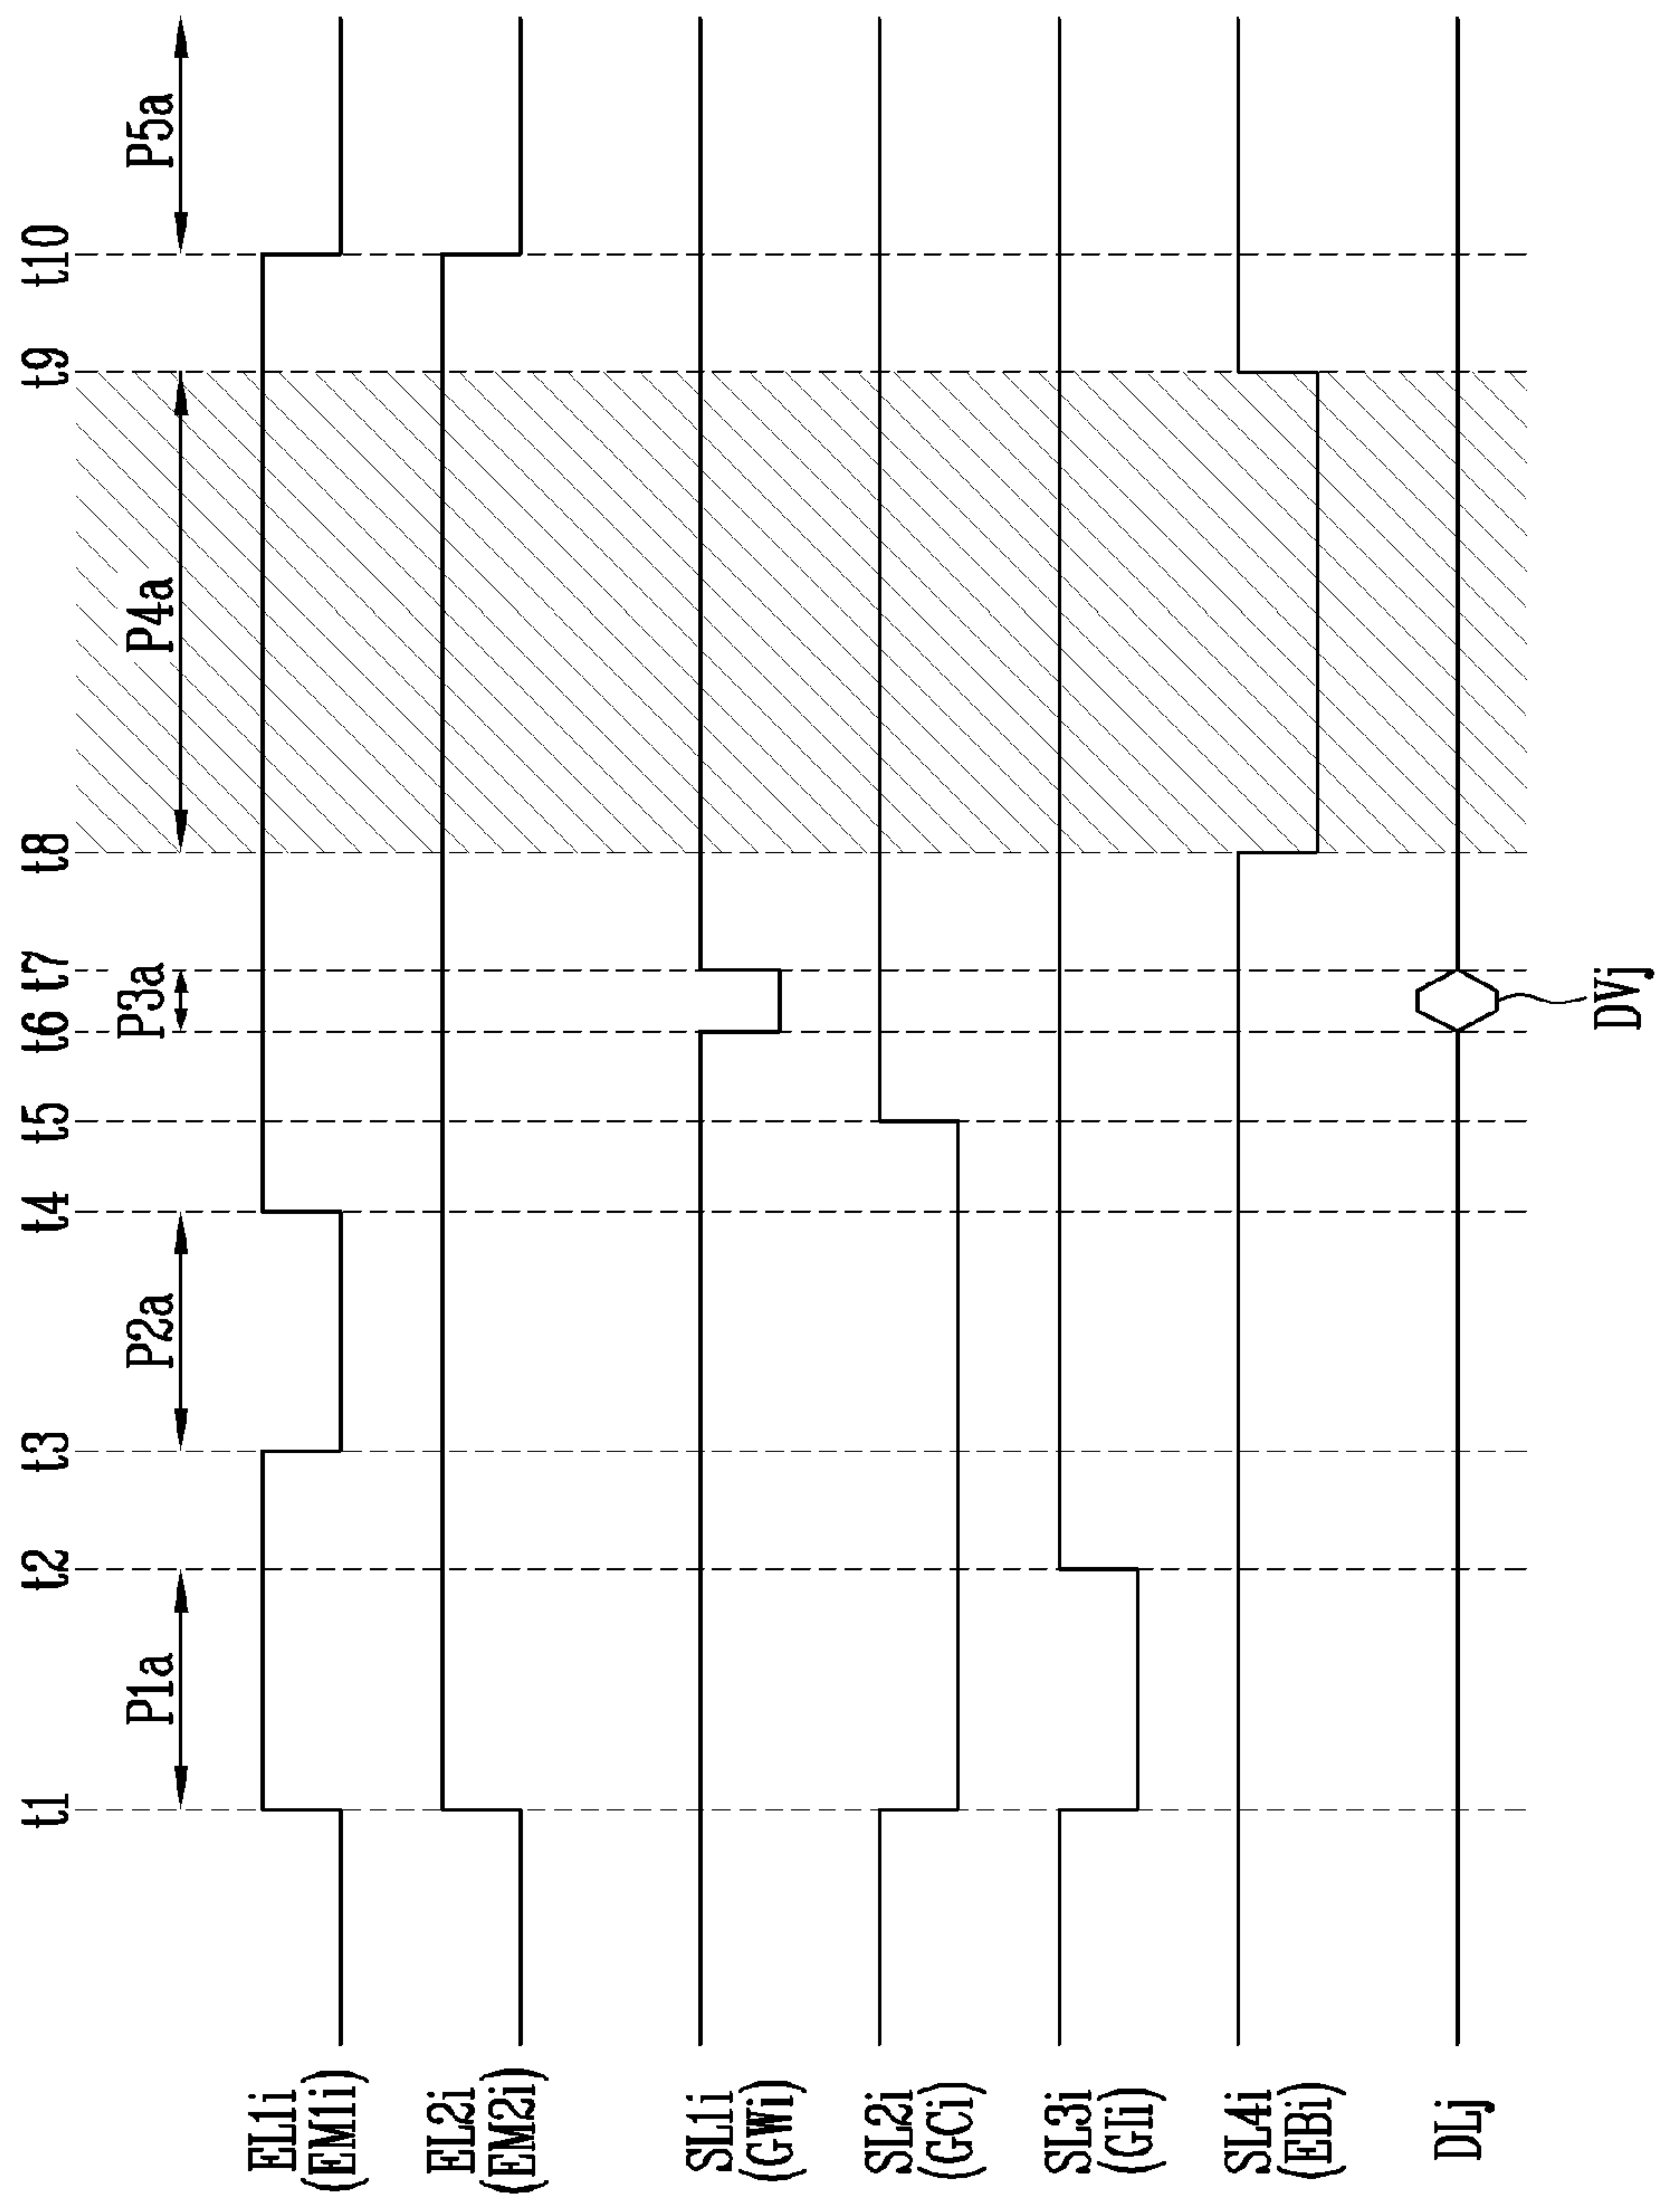 t1
t2
t3
t4
t5
t6
t7
t8
t9
t10
P1a
P2a
P3a
P4a
P5a
EL1i
(EM1i)
EL2i
(EM2i)
SL1i
(GWi)
SL2i
(GCi)
SL3i
(GIi)
SL4i
(EBi)
DLj
DVj